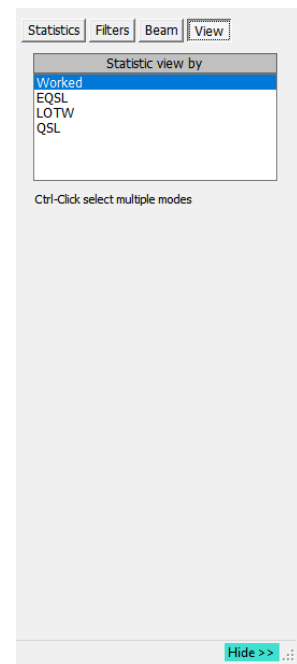 Statistics Filters Beam View
Statistic view by
Worked
EQSL
LOTW
QSL
Ctrl-Click select multiple modes
Hide >>